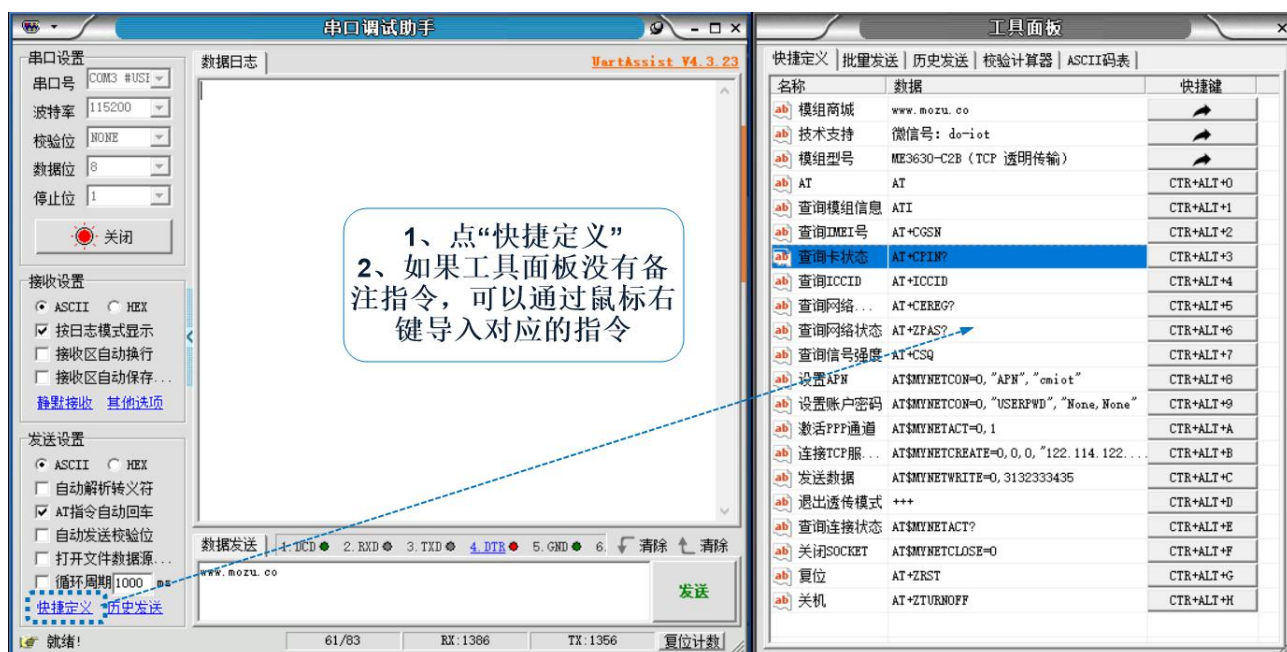 串口调试助手
串口设置
串口号 COM3 #USI
波特率 115200
校验位 NONE
数据位 8
停止位 1
关闭
接收设置
ASCII HEX
按日志模式显示
接收区自动换行
接收区自动保存...
静默接收 其他选项
发送设置
ASCII HEX
自动解析转义符
AT指令自动回车
自动发送校验位
打开文件数据源...
循环周期 1000 ms
快捷定义 历史发送
就绪!
数据日志 UartAssist V4.3.23
1、点“快捷定义”
2、如果工具面板没有备
注指令，可以通过鼠标右
键导入对应的指令
数据发送 1. DCD 2. RXD 3. TXD 4. DTR 5. GND 6. 清除 清除
www.mozu.co
发送
61/83 RX:1386 TX:1356 复位计数
工具面板
快捷定义 批量发送 历史发送 校验计算器 ASCII码表
名称 数据 快捷键
模组商城 www.mozu.co
技术支持 微信号: do-iot
模组型号 ME3630-C2B (TCP 透明传输)
AT AT CTR+ALT+0
查询模组信息 ATI CTR+ALT+1
查询IMEI号 AT+CGSN CTR+ALT+2
查询卡状态 AT+CPIN? CTR+ALT+3
查询ICCID AT+ICCID CTR+ALT+4
查询网络... AT+CEREG? CTR+ALT+5
查询网络状态 AT+ZPAS? CTR+ALT+6
查询信号强度 AT+CSQ CTR+ALT+7
设置APN AT$MYNETCON=0,"APN","cmiot" CTR+ALT+8
设置账户密码 AT$MYNETCON=0,"USERPWD","None,None" CTR+ALT+9
激活PPP通道 AT$MYNETACT=0,1 CTR+ALT+A
连接TCP服... AT$MYNETCREATE=0,0,0,"122.114.122.... CTR+ALT+B
发送数据 AT$MYNETWRITE=0,3132333435 CTR+ALT+C
退出透传模式 +++ CTR+ALT+D
查询连接状态 AT$MYNETACT? CTR+ALT+E
关闭SOCKET AT$MYNETCLOSE=0 CTR+ALT+F
复位 AT+ZRST CTR+ALT+G
关机 AT+ZTURNOFF CTR+ALT+H